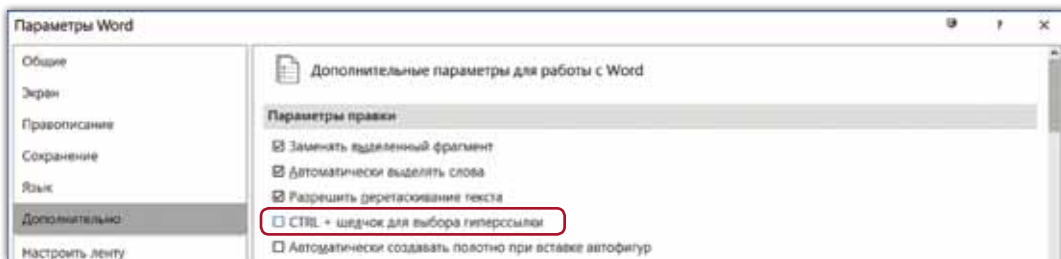 Параметры Word
?
×
Общие
Экран
Правописание
Сохранение
Язык
Дополнительно
Настроить ленту
Дополнительные параметры для работы с Word
Параметры правки
Заменять выделенный фрагмент
Автоматически выделять слова
Разрешить перетаскивание текста
CTRL + щелчок для выбора гиперссылки
Автоматически создавать полотно при вставке автофигур